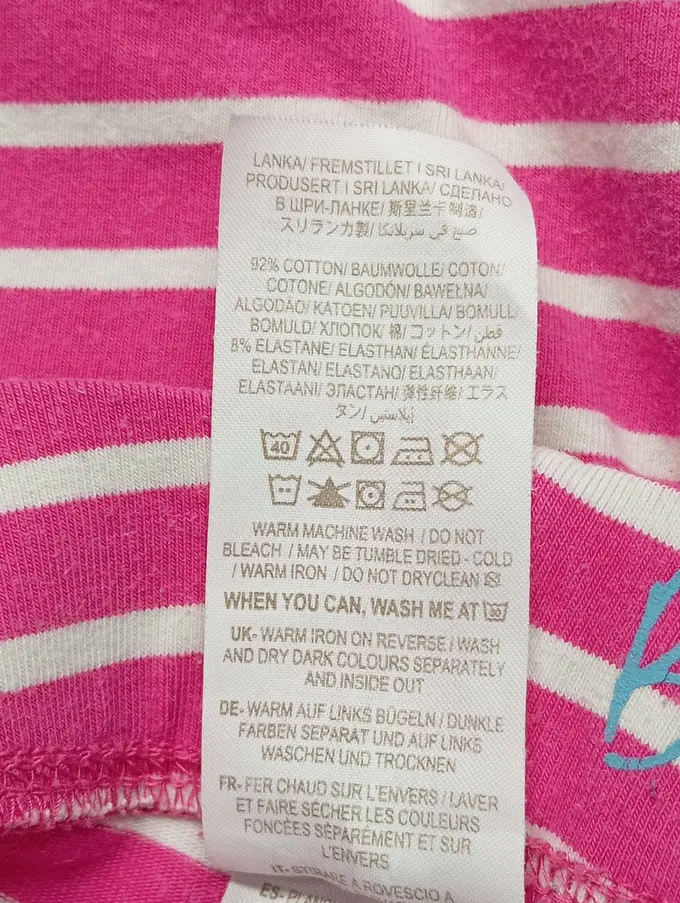 LANKA/ FREMSTILLET I SRI LANKA/
PRODUSERT I SRI LANKA/ СДЕЛАНО
В ШРИ-ЛАНКЕ/ 斯里兰卡制造/
スリランカ製/ صنع في سريلانكا
92% COTTON/ BAUMWOLLE/ COTON/
COTONE/ ALGODÓN/ BAWEŁNA/
ALGODÃO/ KATOEN/ PUUVILLA/ BOMULL/
BOMULD/ ХЛОПОК/ 棉/ コットン/ قطن
8% ELASTANE/ ELASTHAN/ ÉLASTHANNE/
ELASTAN/ ELASTANO/ ELASTHAAN/
ELASTAANI/ ЭЛАСТАН/ 弹性纤维/ エラス
タン/ إيلاستين
40
WARM MACHINE WASH / DO NOT
BLEACH / MAY BE TUMBLE DRIED - COLD
/ WARM IRON / DO NOT DRYCLEAN
WHEN YOU CAN, WASH ME AT 30
UK- WARM IRON ON REVERSE / WASH
AND DRY DARK COLOURS SEPARATELY
AND INSIDE OUT
DE- WARM AUF LINKS BÜGELN / DUNKLE
FARBEN SEPARAT UND AUF LINKS
WASCHEN UND TROCKNEN
FR- FER CHAUD SUR L'ENVERS / LAVER
ET FAIRE SÉCHER LES COULEURS
FONCÉES SÉPARÉMENT ET SUR
L'ENVERS
IT- STIRARE A ROVESCIO A
ES-